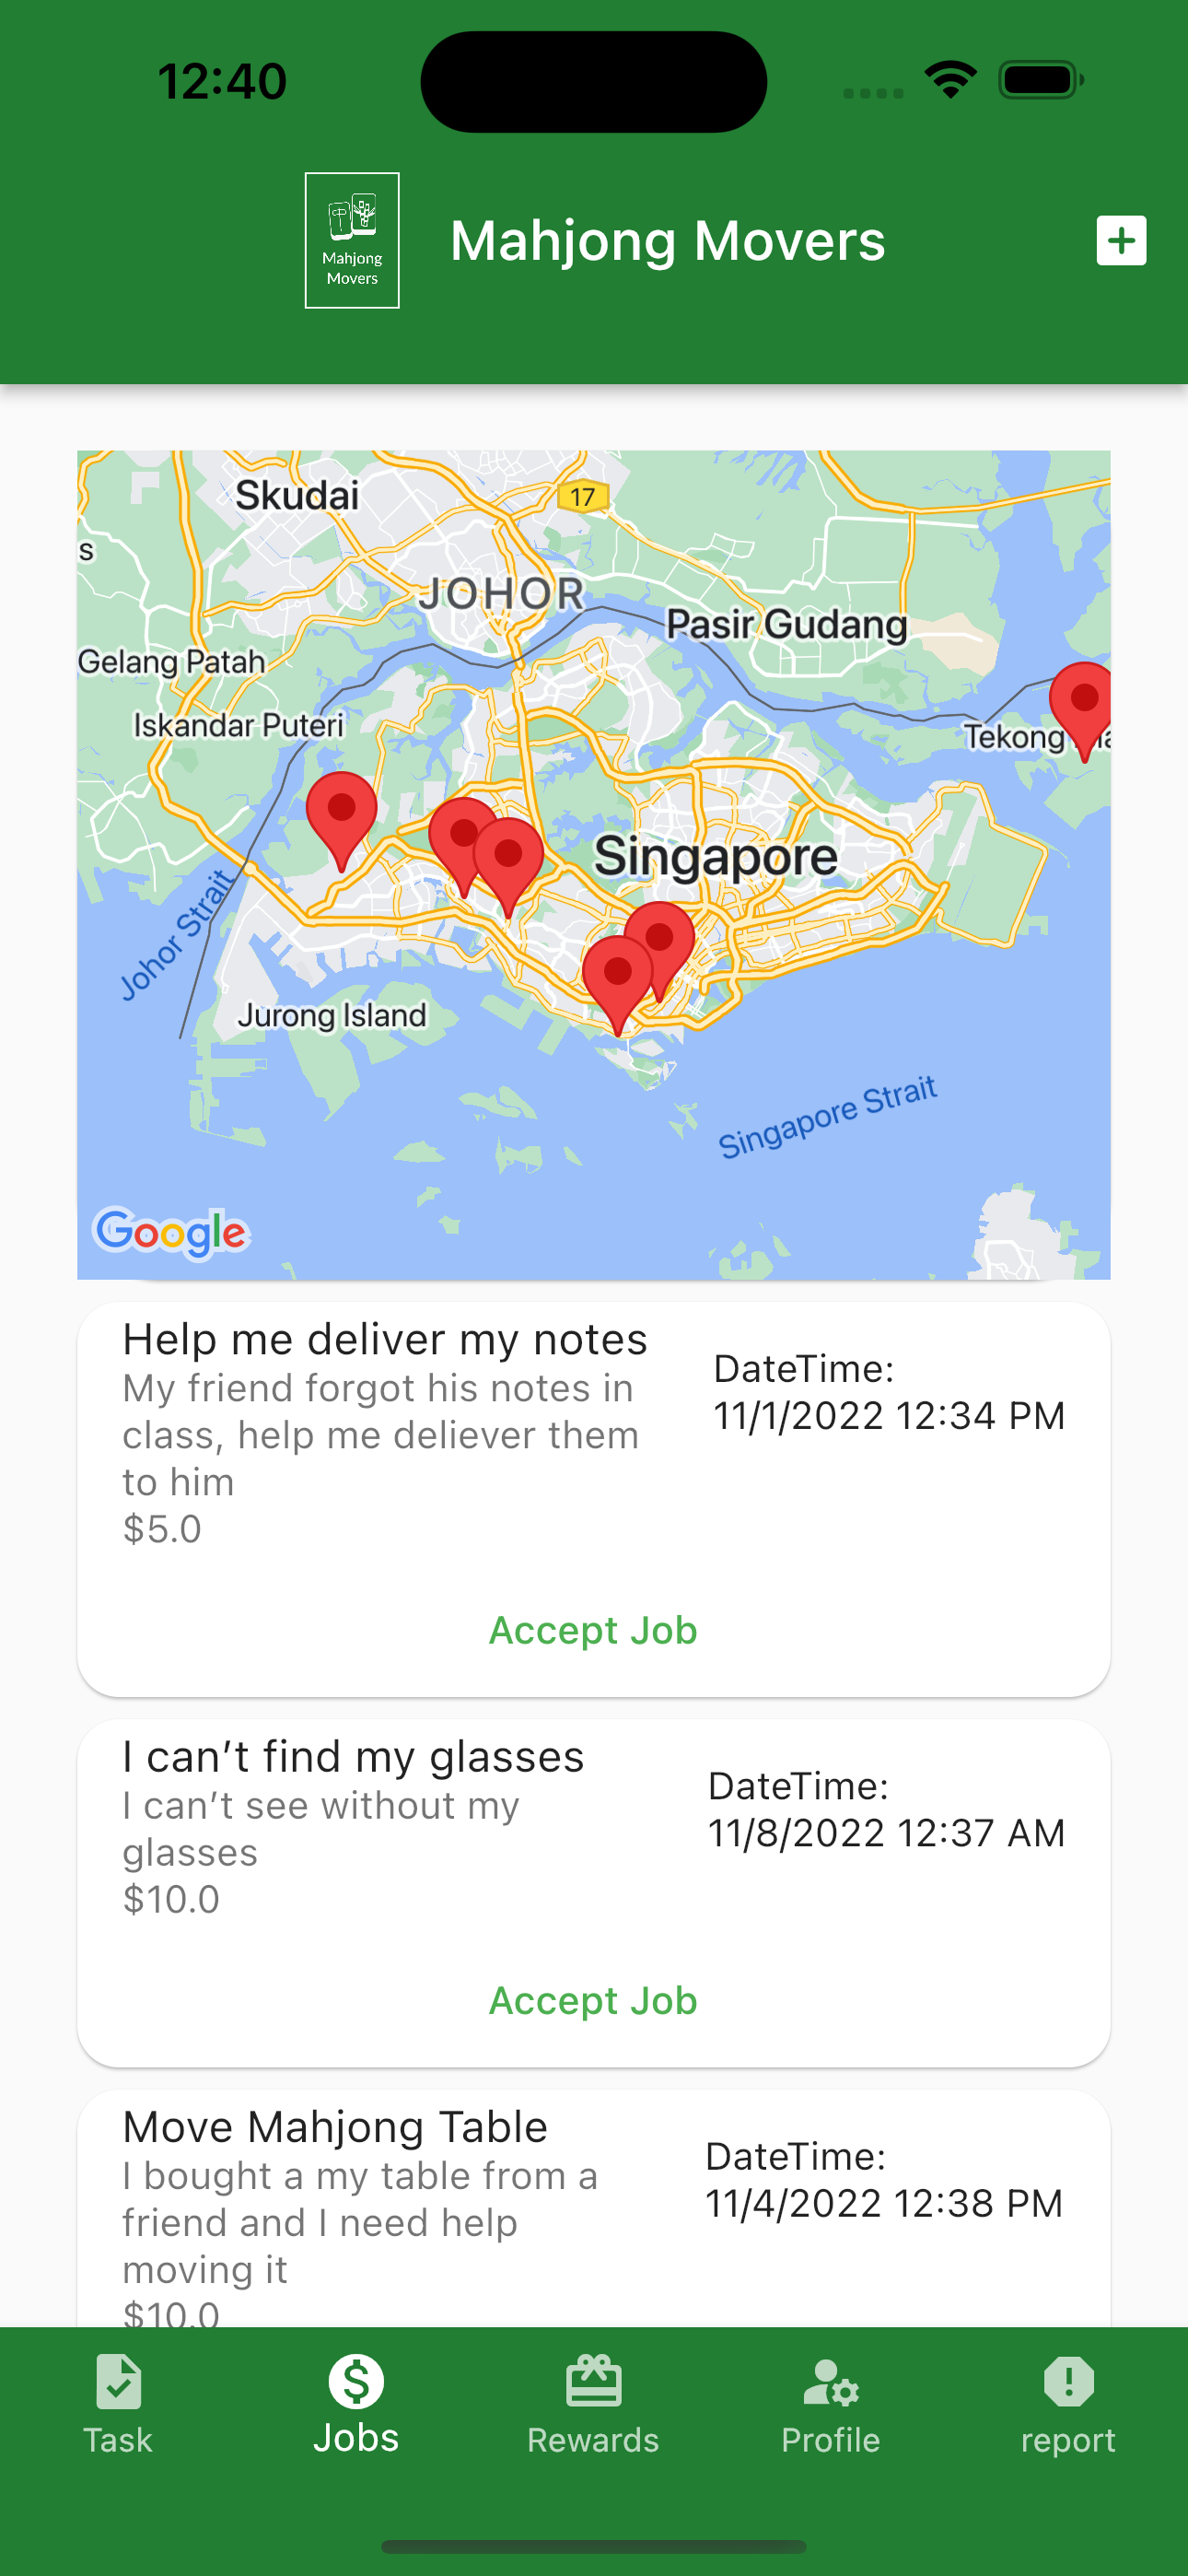 12:40
Mahjong
Movers
Mahjong Movers
Skudai
17
s
JOHOR
Pasir Gudang
Gelang Patah
Iskandar Puteri
Tekong
Singapore
Johor Strait
Jurong Island
Singapore Strait
Google
Help me deliver my notes
My friend forgot his notes in
class, help me deliever them
to him
$5.0
DateTime:
11/1/2022 12:34 PM
Accept Job
I can’t find my glasses
I can’t see without my
glasses
$10.0
DateTime:
11/8/2022 12:37 AM
Accept Job
Move Mahjong Table
I bought a my table from a
friend and I need help
moving it
$10.0
DateTime:
11/4/2022 12:38 PM
Task
Jobs
Rewards
Profile
report